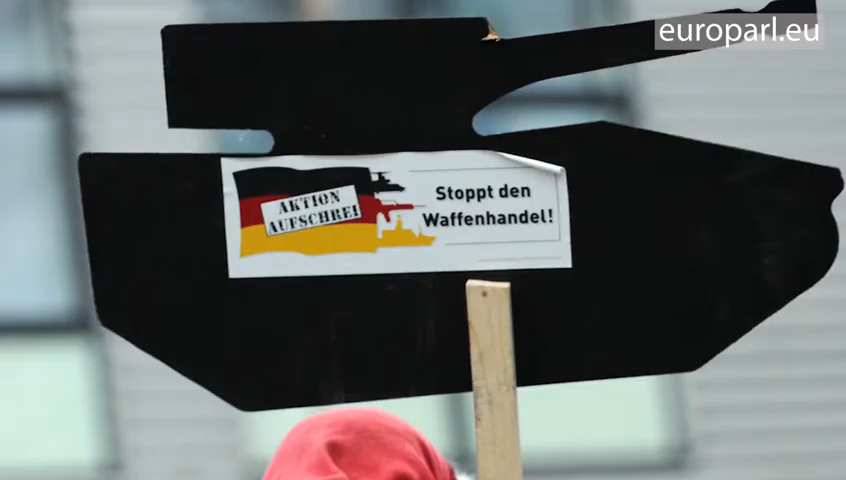 europarl.eu
AKTION
AUFSCHREI
Stoppt den
Waffenhandel!